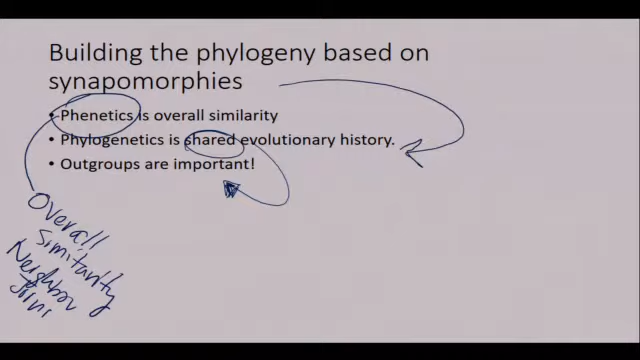 Building the phylogeny based on
synapomorphies
• Phenetics is overall similarity
• Phylogenetics is shared evolutionary history.
• Outgroups are important!
Overall
similarity
Neighbor